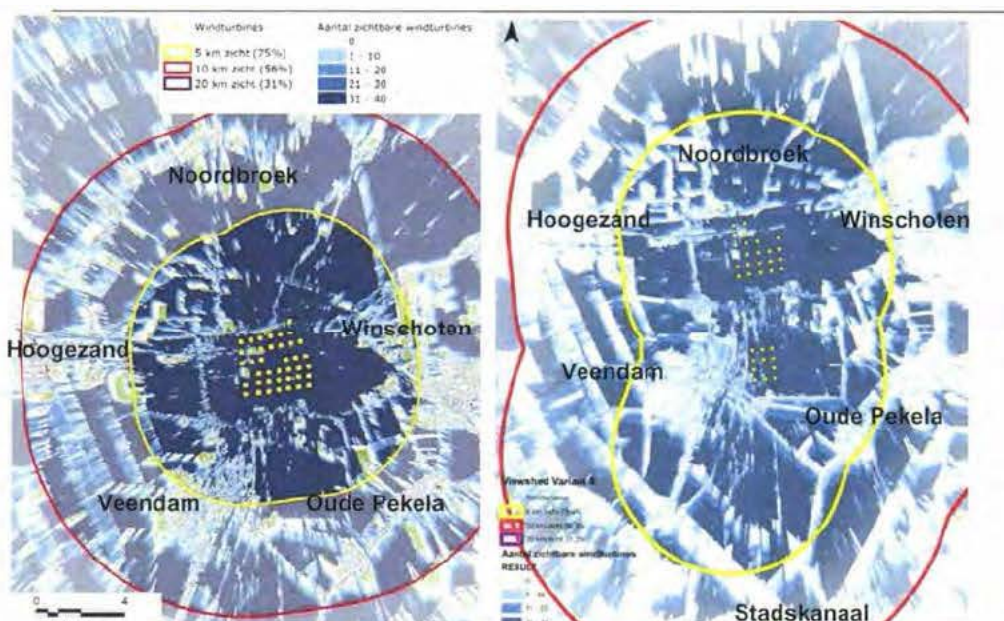 Windturbines
5 km zicht (75%)
10 km zicht (56%)
20 km zicht (31%)
Aantal zichtbare windturbines
0
1 - 10
11 - 20
21 - 30
31 - 40
Noordbroek
Hoogezand
Winschoten
Veendam
Oude Pekela
0 4
Noordbroek
Hoogezand
Winschoten
Veendam
Oude Pekela
Viewshed Variant
Aantal zichtbare windturbines
RESULT
Stadskanaal